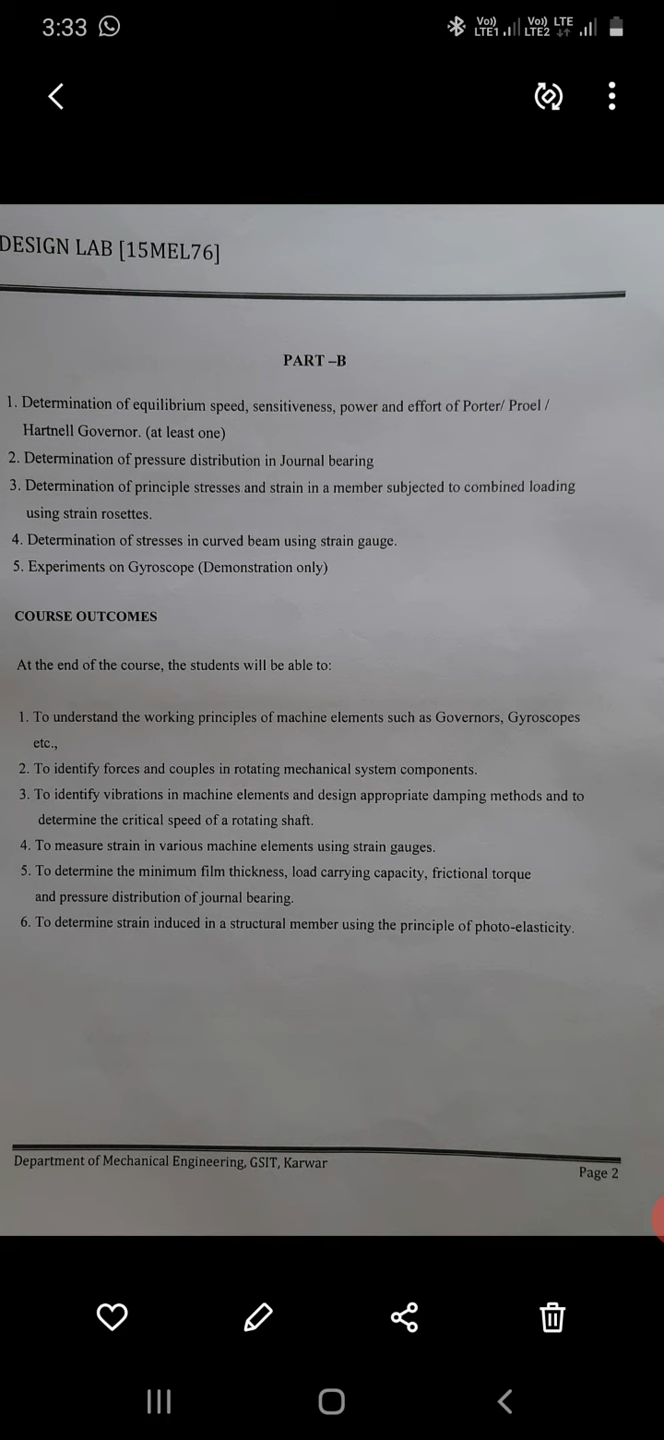 3:33
Vo)) LTE1 Vo)) LTE2 LTE
DESIGN LAB [15MEL76]
PART –B
1. Determination of equilibrium speed, sensitiveness, power and effort of Porter/ Proel /
Hartnell Governor. (at least one)
2. Determination of pressure distribution in Journal bearing
3. Determination of principle stresses and strain in a member subjected to combined loading
using strain rosettes.
4. Determination of stresses in curved beam using strain gauge.
5. Experiments on Gyroscope (Demonstration only)
COURSE OUTCOMES
At the end of the course, the students will be able to:
1. To understand the working principles of machine elements such as Governors, Gyroscopes
etc.,
2. To identify forces and couples in rotating mechanical system components.
3. To identify vibrations in machine elements and design appropriate damping methods and to
determine the critical speed of a rotating shaft.
4. To measure strain in various machine elements using strain gauges.
5. To determine the minimum film thickness, load carrying capacity, frictional torque
and pressure distribution of journal bearing.
6. To determine strain induced in a structural member using the principle of photo-elasticity.
Department of Mechanical Engineering, GSIT, Karwar
Page 2